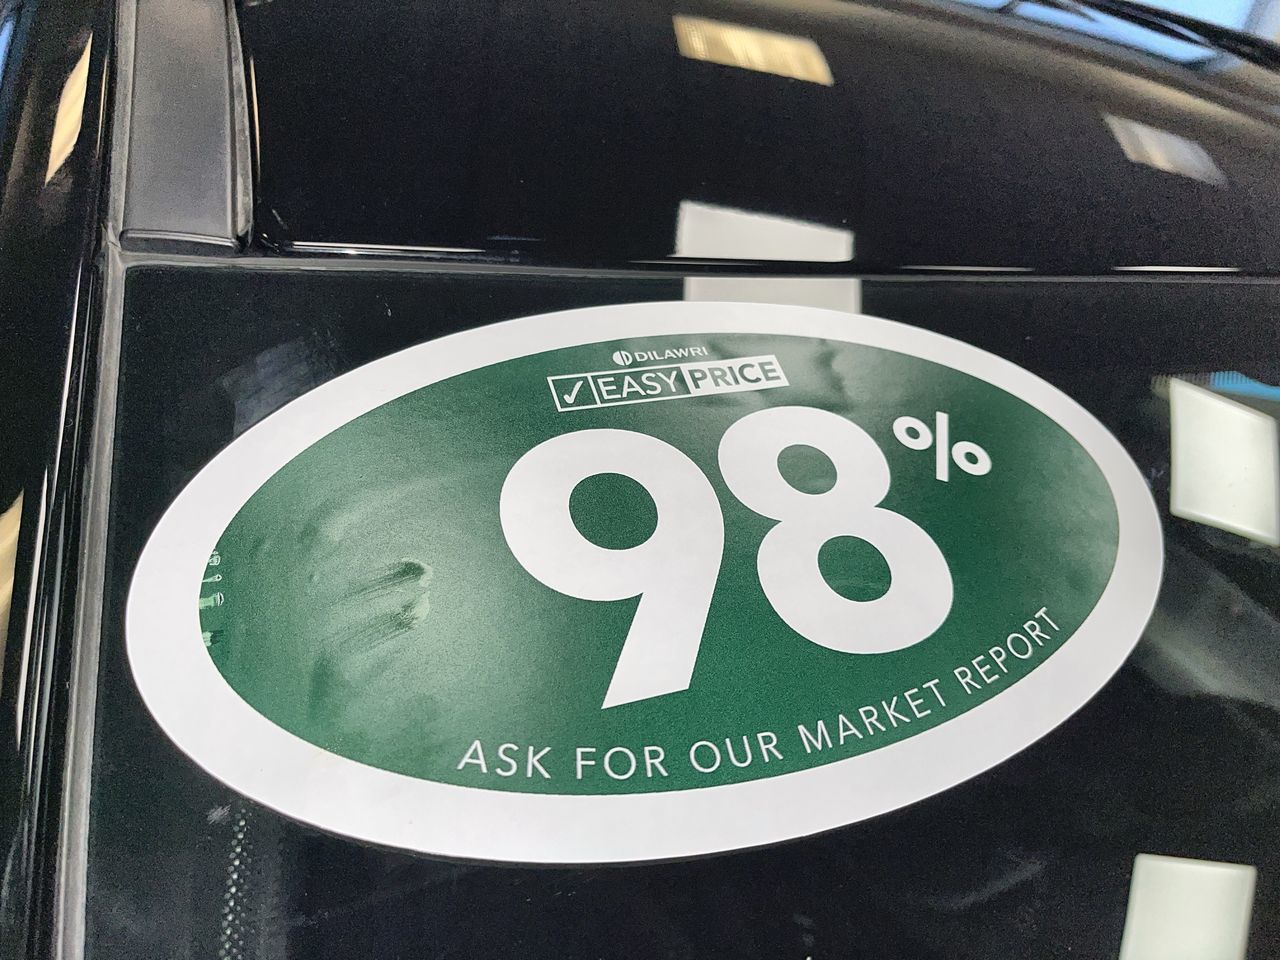 DILAWRI
✓ EASY PRICE
98%
ASK FOR OUR MARKET REPORT